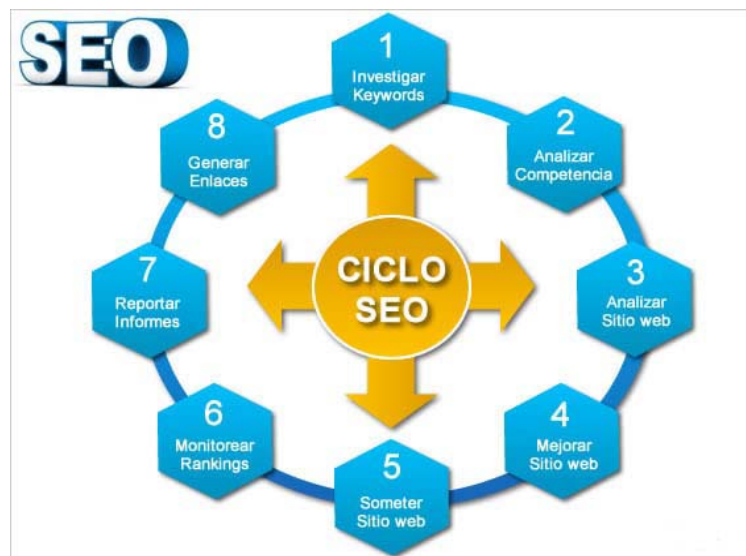 SEO
1
Investigar
Keywords
2
Analizar
Competencia
3
Analizar
Sitio web
4
Mejorar
Sitio web
5
Someter
Sitio web
6
Monitorear
Rankings
7
Reportar
Informes
8
Generar
Enlaces
CICLO
SEO